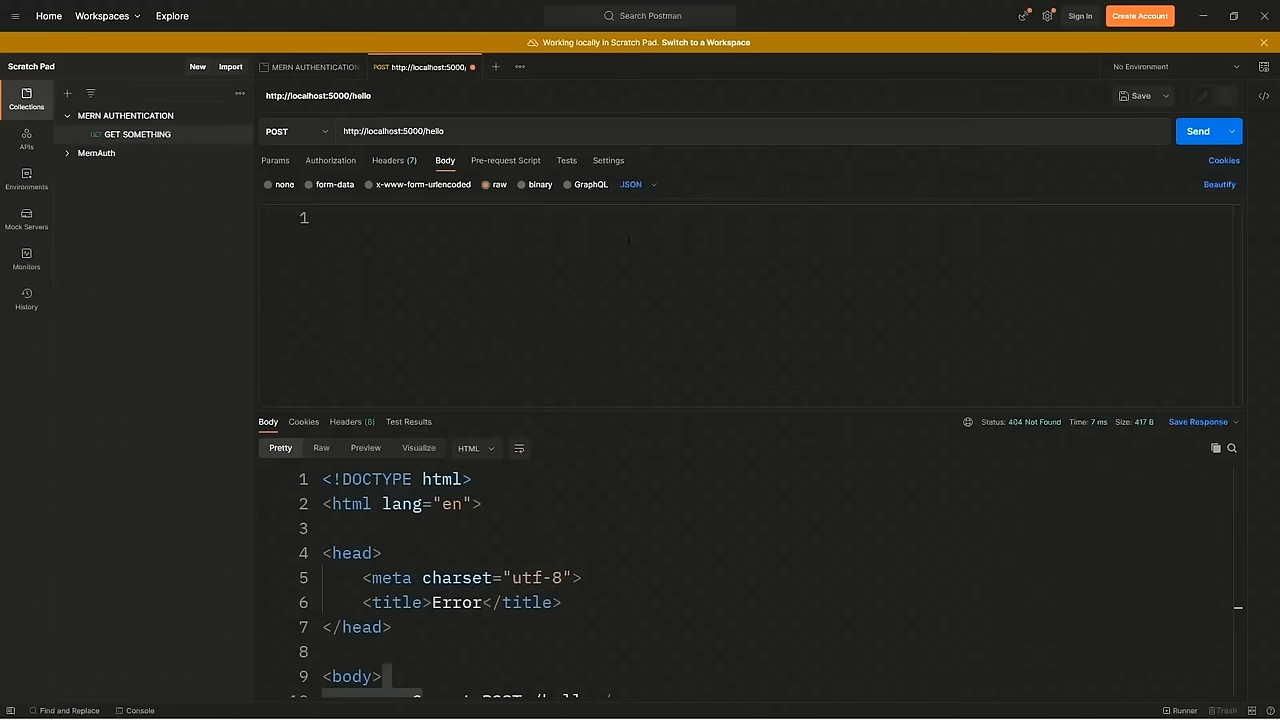 Home Workspaces Explore Search Postman Sign In Create Account
Working locally in Scratch Pad. Switch to a Workspace
Scratch Pad New Import MERN AUTHENTICATION POST http://localhost:5000/ No Environment
http://localhost:5000/hello Save
Collections
MERN AUTHENTICATION
GET GET SOMETHING
MernAuth
APIs
Environments
Mock Servers
Monitors
History
POST http://localhost:5000/hello Send
Params Authorization Headers (7) Body Pre-request Script Tests Settings Cookies
none form-data x-www-form-urlencoded raw binary GraphQL JSON Beautify
1
Body Cookies Headers (8) Test Results Status: 404 Not Found Time: 7 ms Size: 417 B Save Response
Pretty Raw Preview Visualize HTML
1 <!DOCTYPE html>
2 <html lang="en">
3
4 <head>
5 <meta charset="utf-8">
6 <title>Error</title>
7 </head>
8
9 <body>
Find and Replace Console Runner Trash